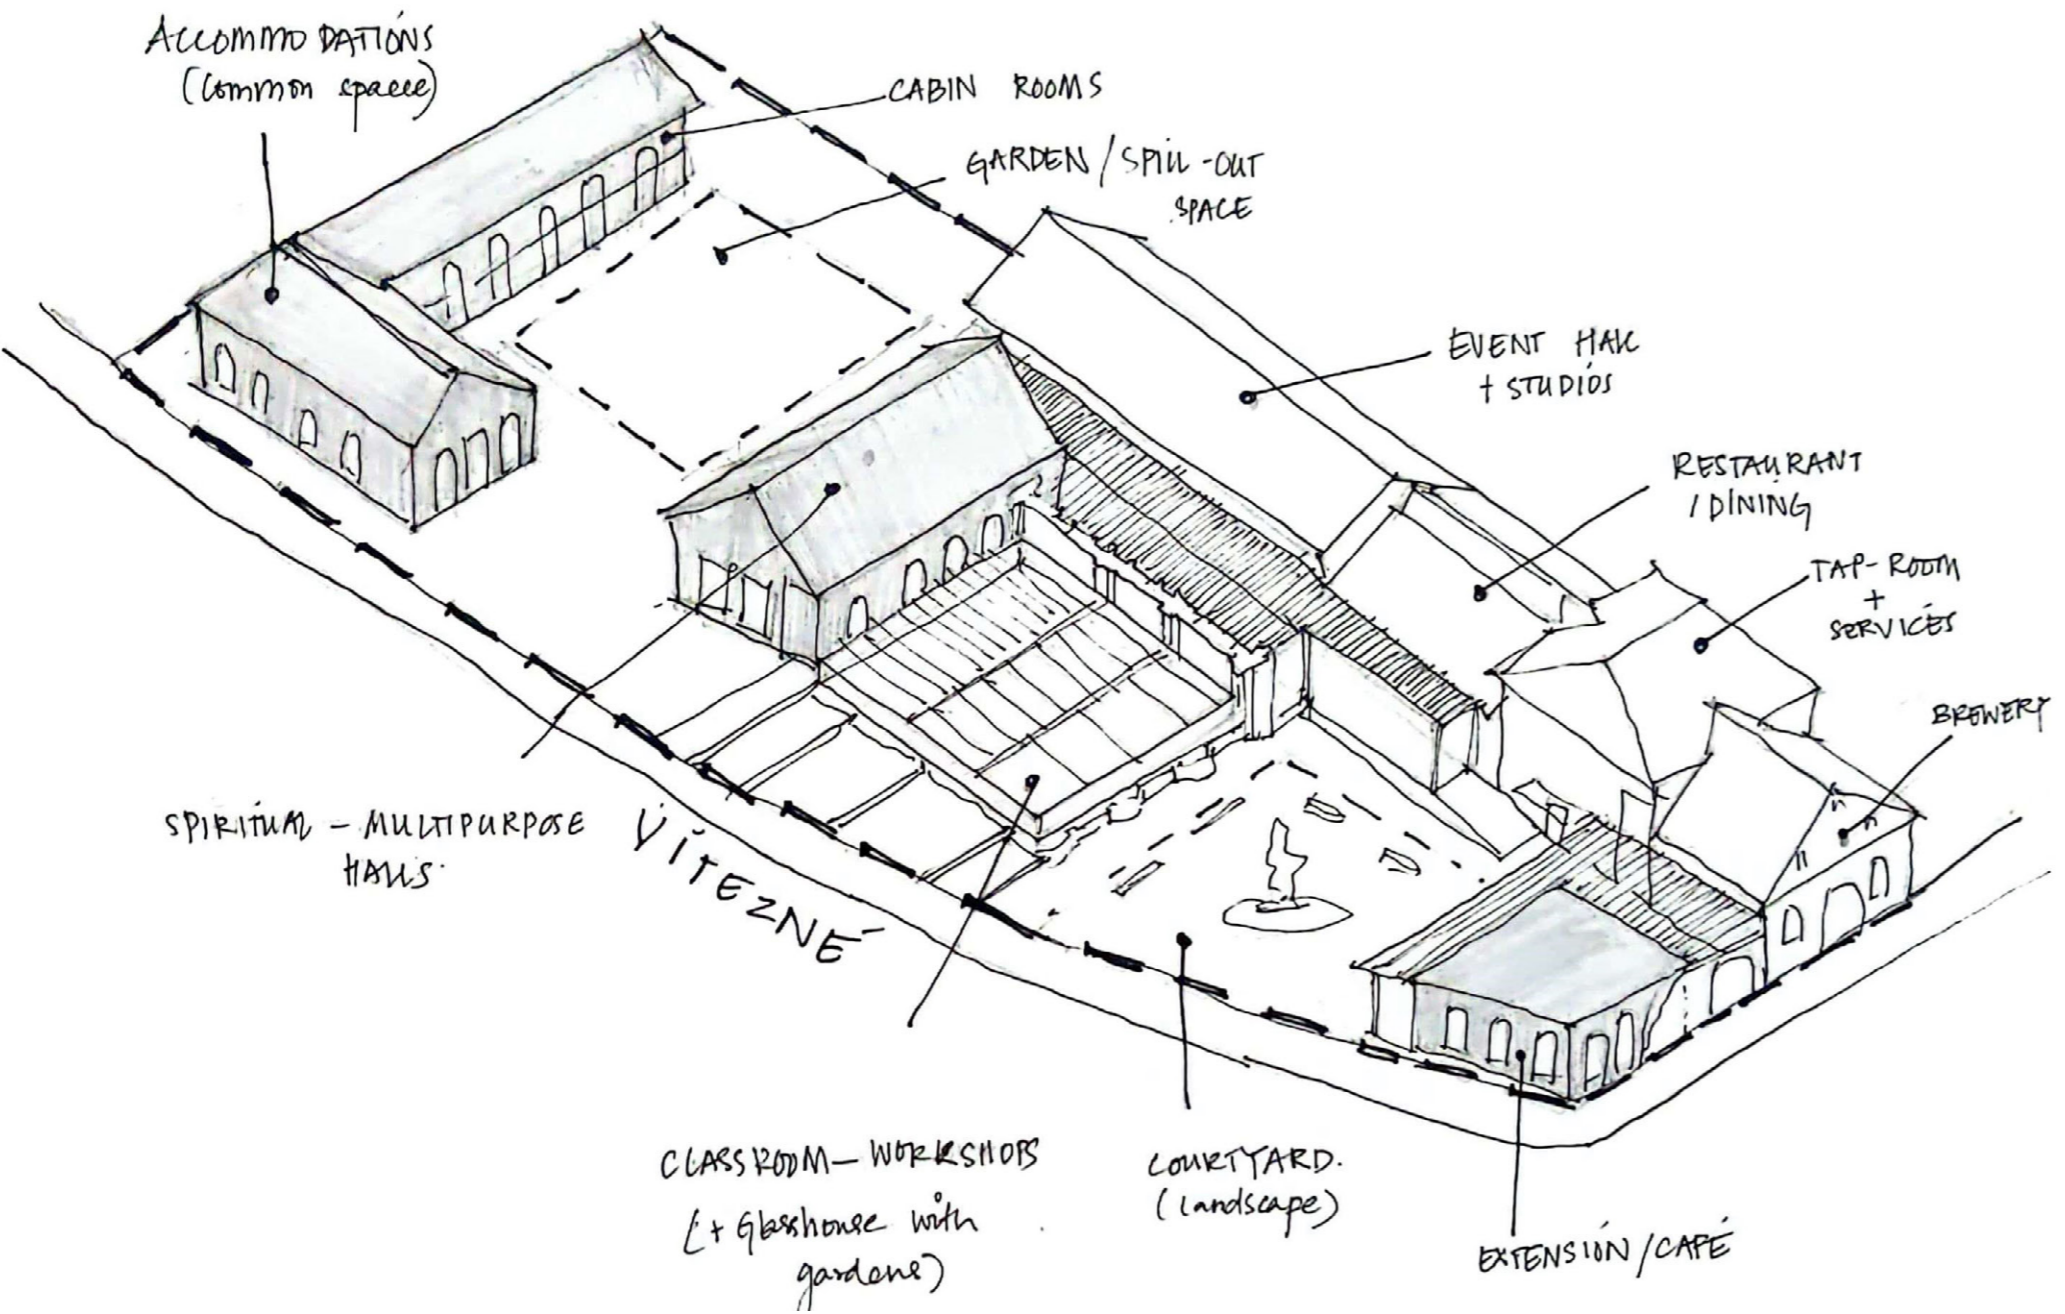 ACCOMMODATIONS
(Common space)
CABIN ROOMS
GARDEN / SPILL-OUT
SPACE
EVENT HALL
+ STUDIOS
RESTAURANT
/ DINING
TAP-ROOM
+
SERVICES
BREWERY
SPIRITUAL - MULTIPURPOSE
HALLS.
VÍTEZNÉ
CLASSROOM - WORKSHOPS
(+ Glasshouse with
gardens)
COURTYARD.
(landscape)
EXTENSION / CAFÉ